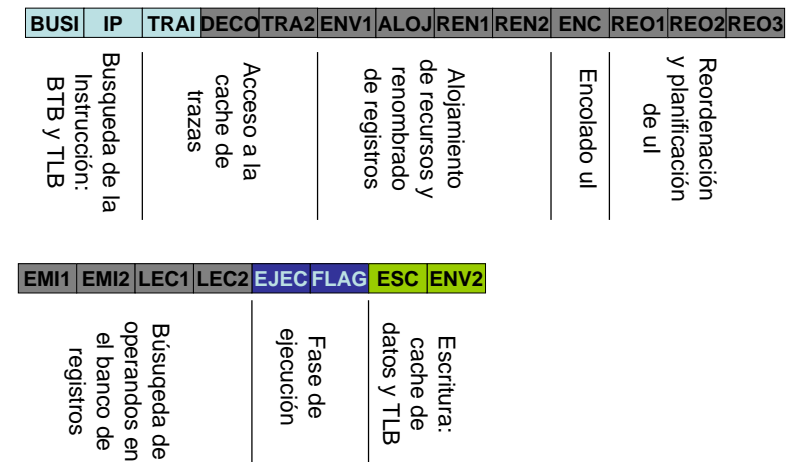 BUSI IP TRAI DECO TRA2 ENV1 ALOJ REN1 REN2 ENC REO1 REO2 REO3
Busqueda de la
Instrucción:
BTB y TLB
Acceso a la
cache de
trazas
Alojamiento
de recursos y
renombrado
de registros
Encolado uI
Reordenación
y planificación
de uI
EMI1 EMI2 LEC1 LEC2 EJEC FLAG ESC ENV2
Búsuqeda de
operandos en
el banco de
registros
Fase de
ejecución
Escritura:
cache de
datos y TLB